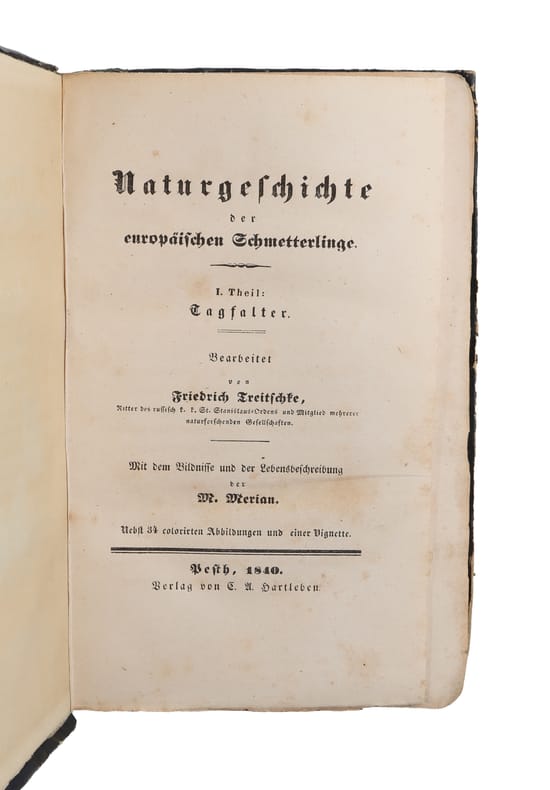 Naturgeſchichte
der
europäiſchen Schmetterlinge.
I. Theil:
Tagfalter.
Bearbeitet
von
Friedrich Treitſchke,
Ritter des ruſſiſch k. k. St. Stanislaus-Ordens und Mitglied mehrerer
naturforſchenden Geſellſchaften.
Mit dem Bildniſſe und der Lebensbeſchreibung
der
M. Merian.
Nebſt 34 colorirten Abbildungen und einer Vignette.
Peſth, 1840.
Verlag von C. A. Hartleben.